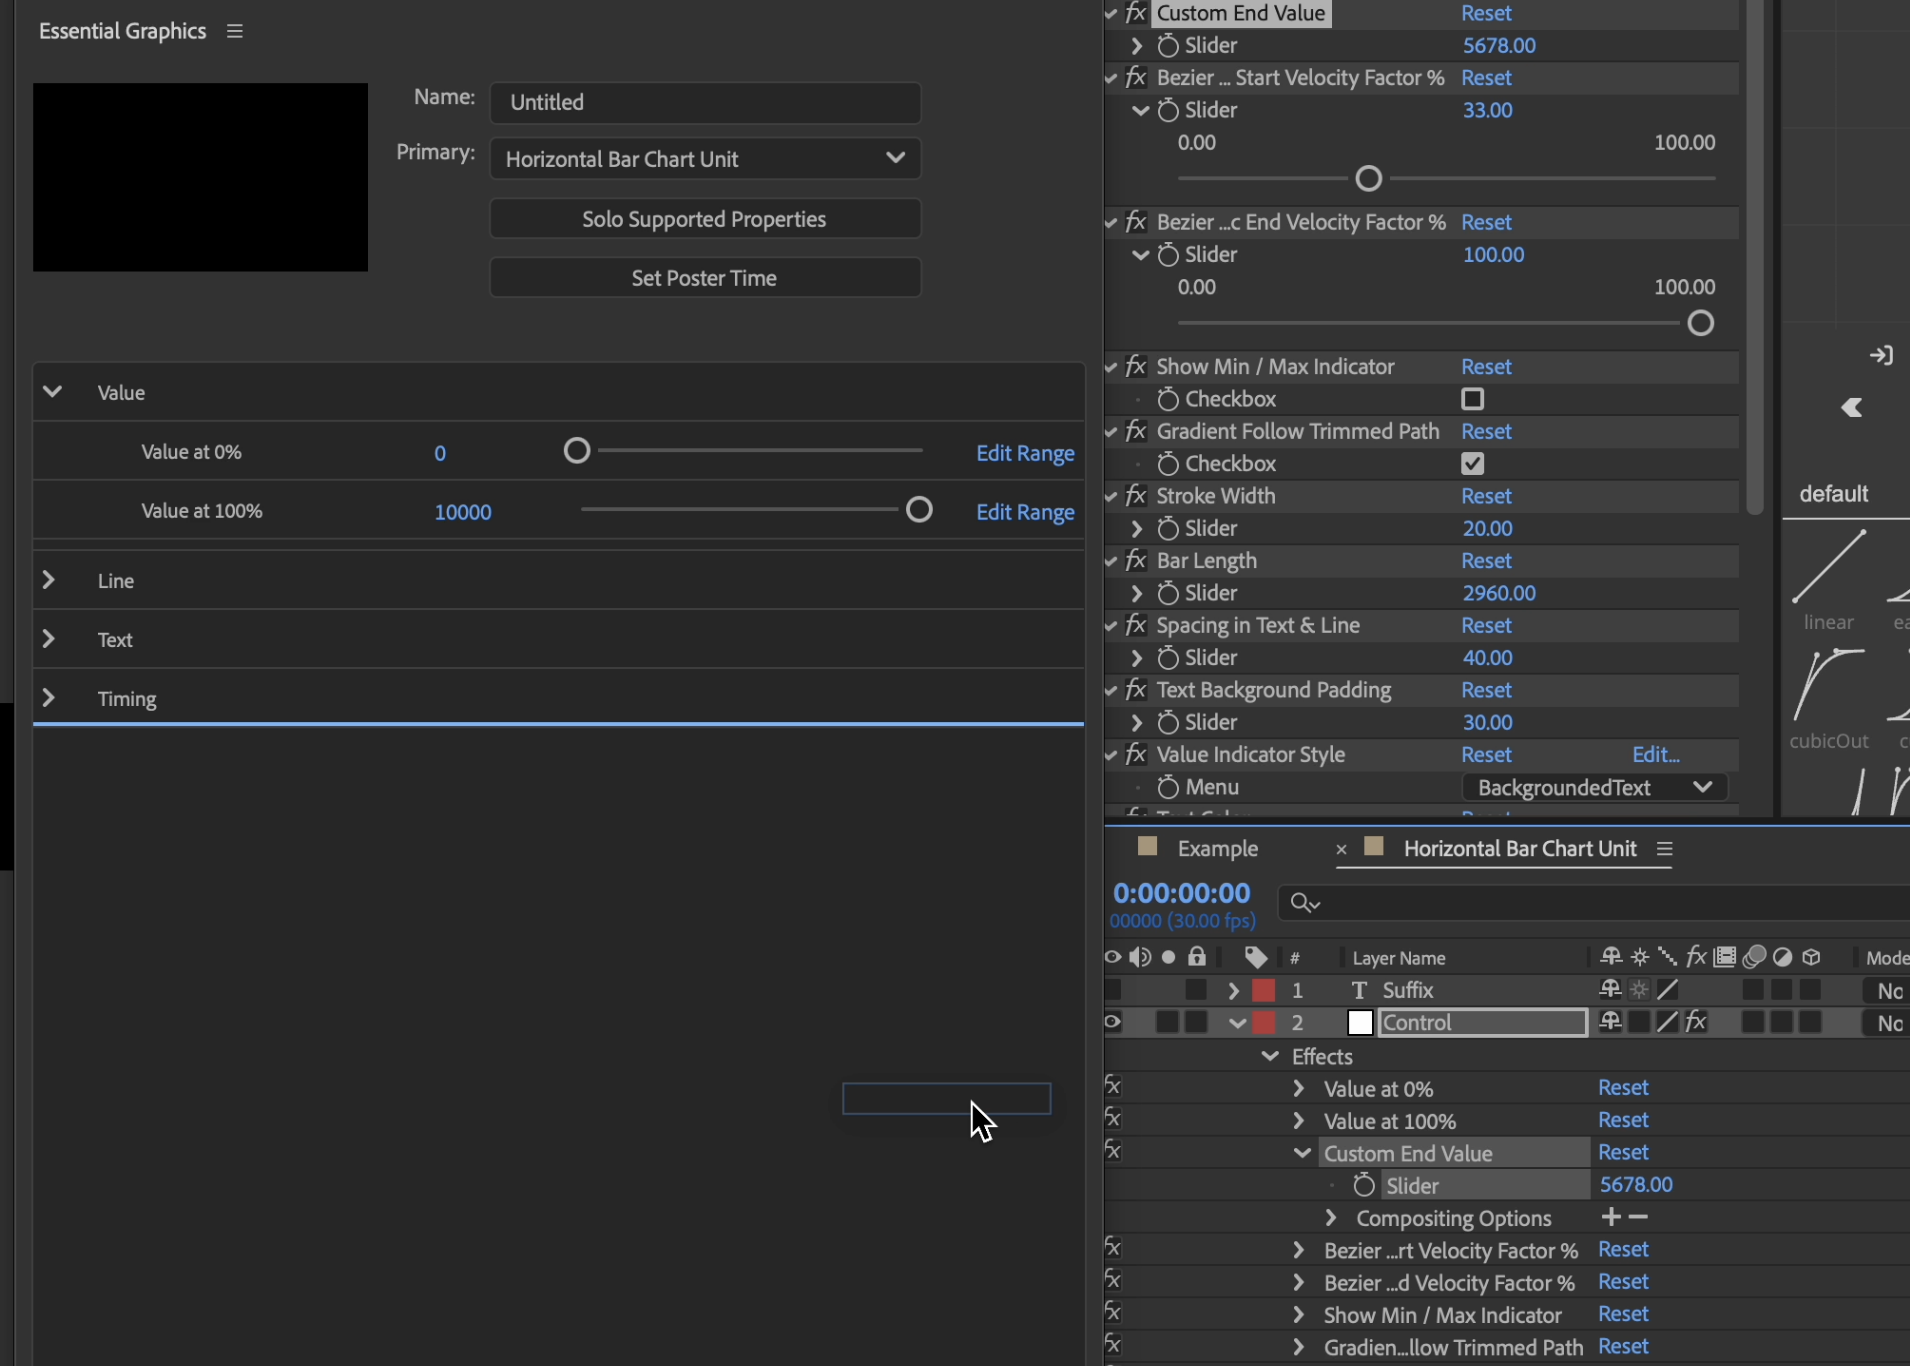 Essential Graphics
Name: Untitled
Primary: Horizontal Bar Chart Unit
Solo Supported Properties
Set Poster Time
Value
Value at 0% 0 Edit Range
Value at 100% 10000 Edit Range
Line
Text
Timing
fx Custom End Value Reset
Slider 5678.00
fx Bezier ... Start Velocity Factor % Reset
Slider 33.00
0.00 100.00
fx Bezier ...c End Velocity Factor % Reset
Slider 100.00
0.00 100.00
fx Show Min / Max Indicator Reset
Checkbox
fx Gradient Follow Trimmed Path Reset
Checkbox
fx Stroke Width Reset
Slider 20.00
fx Bar Length Reset
Slider 2960.00
fx Spacing in Text & Line Reset
Slider 40.00
fx Text Background Padding Reset
Slider 30.00
fx Value Indicator Style Reset Edit...
Menu BackgroundedText
default
linear
cubicOut
Example × Horizontal Bar Chart Unit
0:00:00:00
00000 (30.00 fps)
# Layer Name fx Mode
1 T Suffix No
2 Control fx No
Effects
fx Value at 0% Reset
fx Value at 100% Reset
fx Custom End Value Reset
Slider 5678.00
Compositing Options + −
fx Bezier ...rt Velocity Factor % Reset
fx Bezier ...d Velocity Factor % Reset
fx Show Min / Max Indicator Reset
fx Gradien...llow Trimmed Path Reset